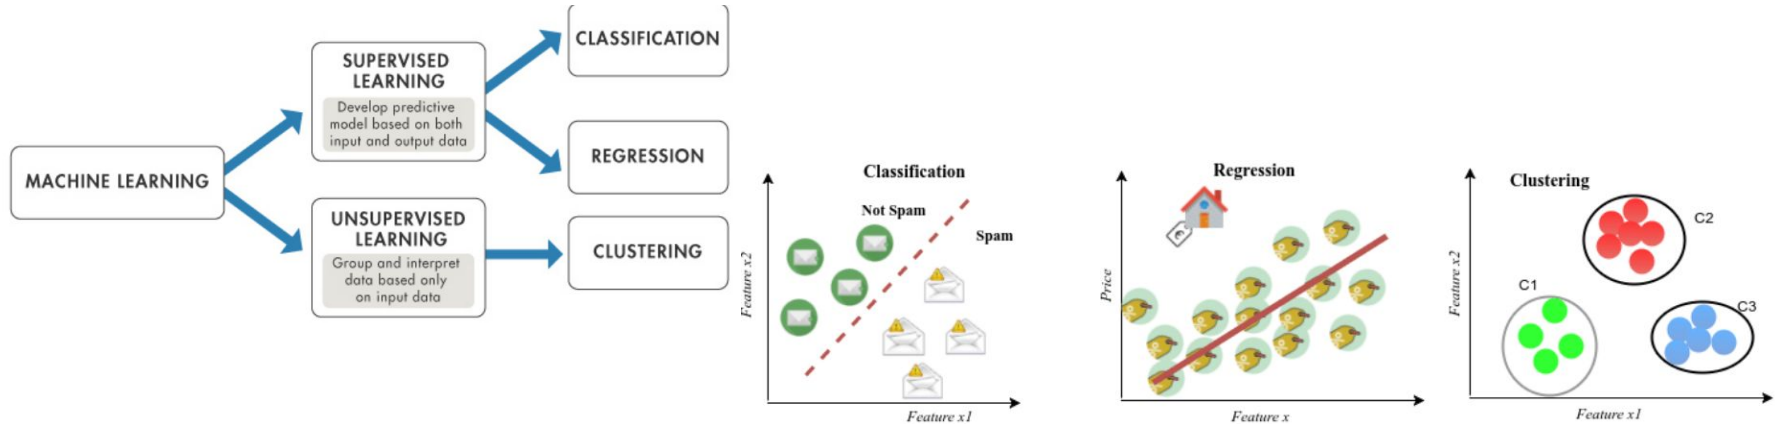 MACHINE LEARNING
SUPERVISED
LEARNING
Develop predictive
model based on both
input and output data
UNSUPERVISED
LEARNING
Group and interpret
data based only
on input data
CLASSIFICATION
REGRESSION
CLUSTERING
Classification
Not Spam
Spam
Feature x2
Feature x1
Regression
€
Price
Feature x
Clustering
C2
C1
C3
Feature x2
Feature x1